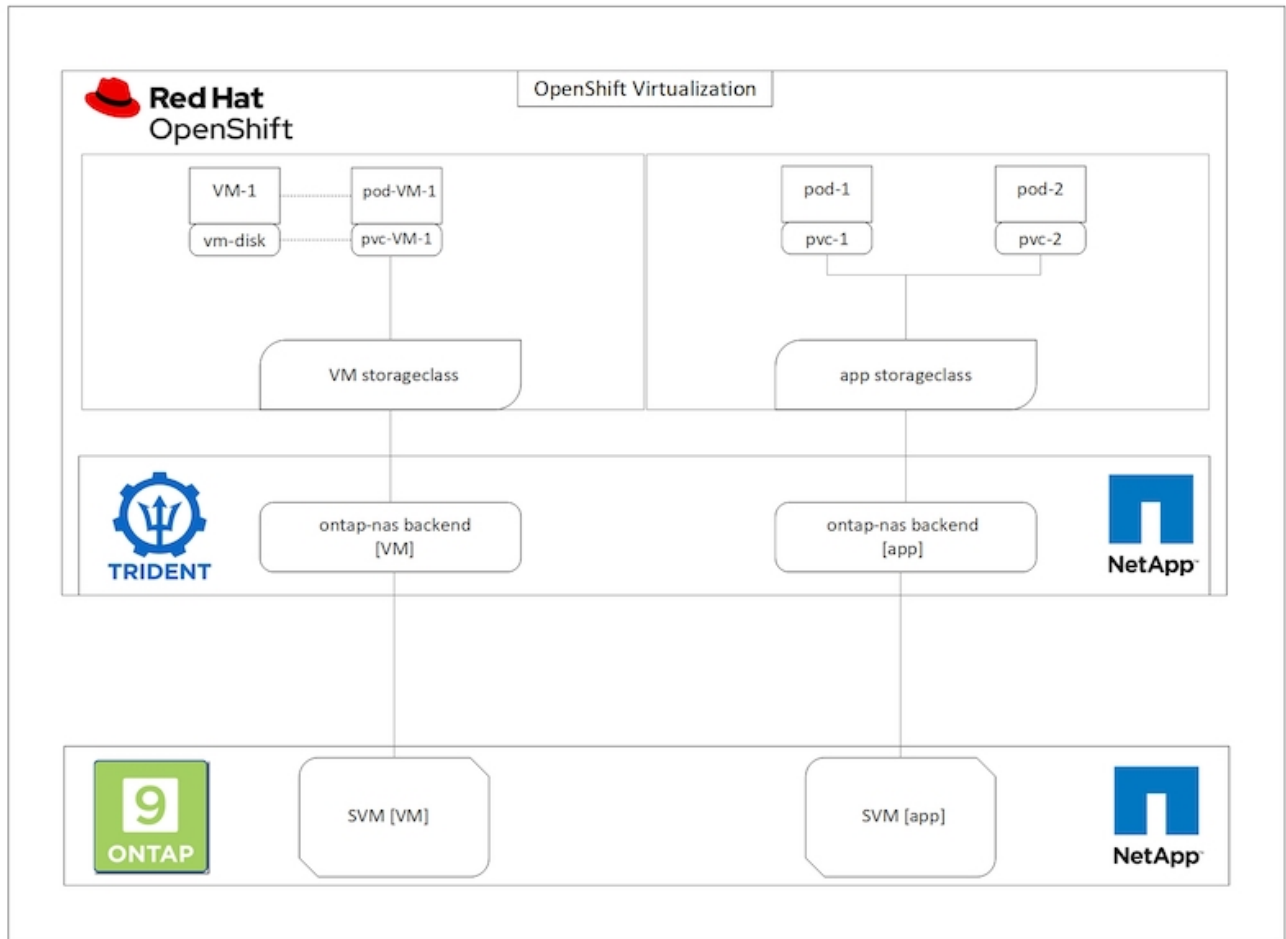 OpenShift Virtualization
Red Hat
OpenShift
VM-1
pod-VM-1
vm-disk
pvc-VM-1
pod-1
pod-2
pvc-1
pvc-2
VM storageclass
app storageclass
TRIDENT
ontap-nas backend
[VM]
ontap-nas backend
[app]
NetApp™
9
ONTAP
SVM [VM]
SVM [app]
NetApp™